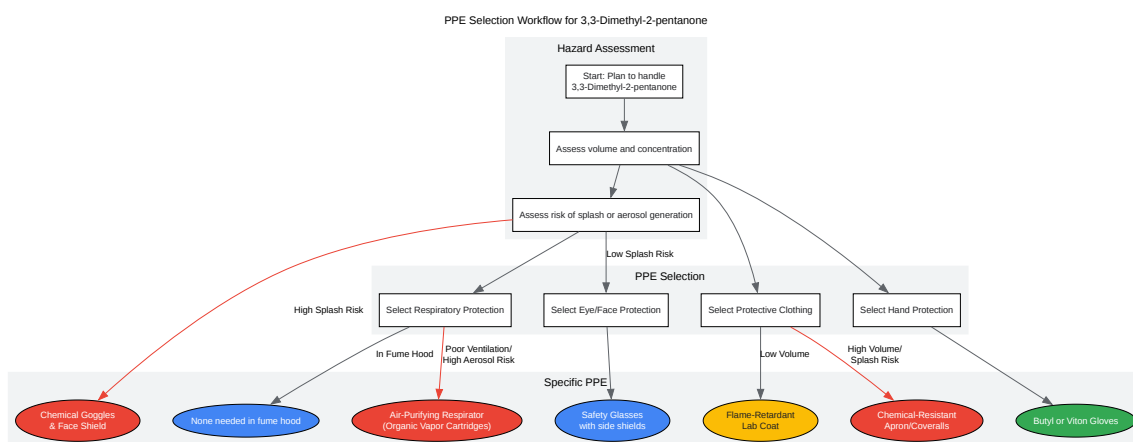 PPE Selection Workflow for 3,3-Dimethyl-2-pentanone
Hazard Assessment
Start: Plan to handle
3,3-Dimethyl-2-pentanone
Assess volume and concentration
Assess risk of splash or aerosol generation
Low Splash Risk
PPE Selection
High Splash Risk
Select Respiratory Protection
Select Eye/Face Protection
Select Protective Clothing
Select Hand Protection
In Fume Hood
Poor Ventilation/
High Aerosol Risk
Low Volume
High Volume/
Splash Risk
Specific PPE
Chemical Goggles
& Face Shield
None needed in fume hood
Air-Purifying Respirator
(Organic Vapor Cartridges)
Safety Glasses
with side shields
Flame-Retardant
Lab Coat
Chemical-Resistant
Apron/Coveralls
Butyl or Viton Gloves